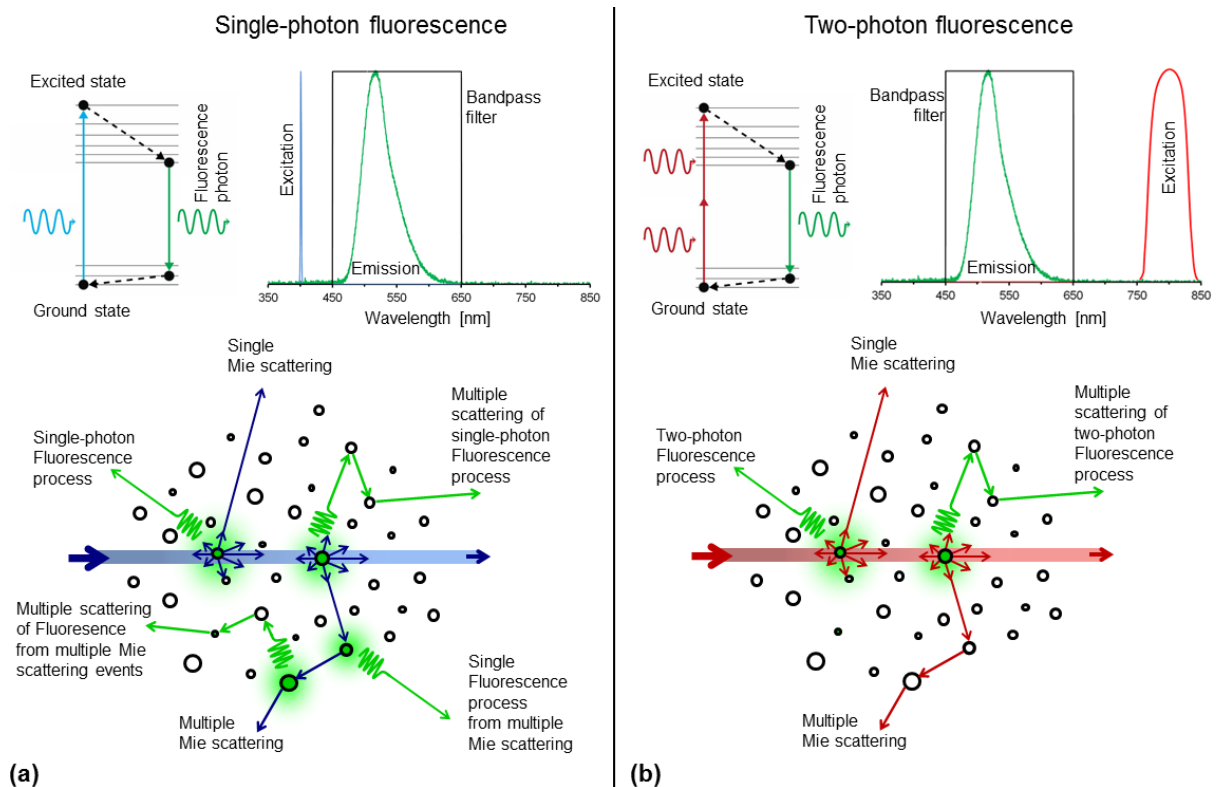 Single-photon fluorescence
Excited state
Fluorescence
photon
Ground state
Excitation
Bandpass
filter
Emission
350
450
550
650
750
850
Wavelength [nm]
Single
Mie scattering
Multiple
scattering of
single-photon
Fluorescence
process
Single-photon
Fluorescence
process
Multiple scattering
of Fluoresence
from multiple Mie
scattering events
Multiple
Mie scattering
Single
Fluorescence
process
from multiple
Mie scattering
(a)
Two-photon fluorescence
Excited state
Fluorescence
photon
Ground state
Bandpass
filter
Emission
Excitation
350
450
550
650
750
850
Wavelength [nm]
Single
Mie scattering
Multiple
scattering of
two-photon
Fluorescence
process
Two-photon
Fluorescence
process
Multiple
Mie scattering
(b)